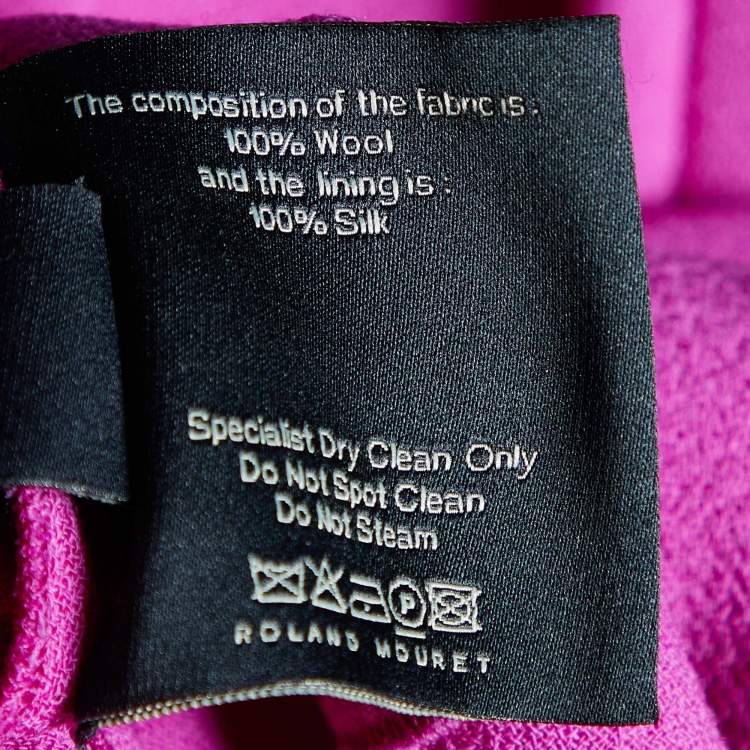 The composition of the fabric is :
100% Wool
and the lining is :
100% Silk
Specialist Dry Clean Only
Do Not Spot Clean
Do Not Steam
P
ROLAND MOURET